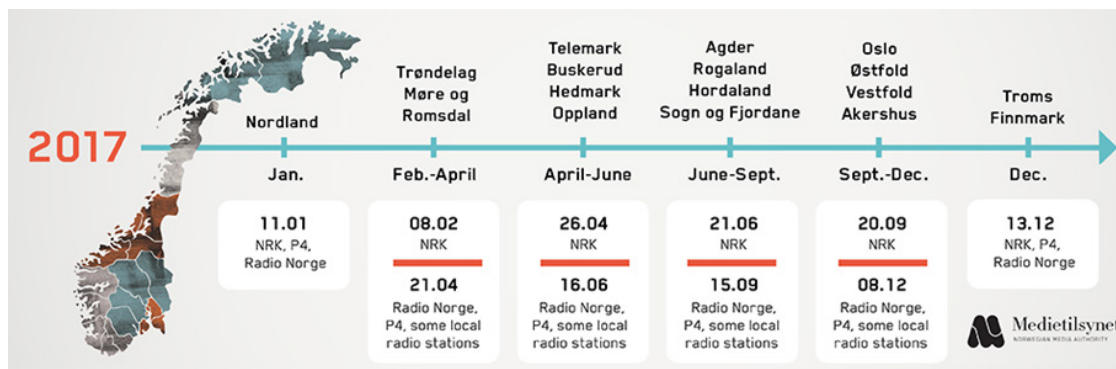 2017
Nordland
Jan.
11.01
NRK, P4,
Radio Norge
Trøndelag
Møre og
Romsdal
Feb.-April
08.02
NRK
21.04
Radio Norge,
P4, some local
radio stations
Telemark
Buskerud
Hedmark
Oppland
April-June
26.04
NRK
16.06
Radio Norge,
P4, some local
radio stations
Agder
Rogaland
Hordaland
Sogn og Fjordane
June-Sept.
21.06
NRK
15.09
Radio Norge,
P4, some local
radio stations
Oslo
Østfold
Vestfold
Akershus
Sept.-Dec.
20.09
NRK
08.12
Radio Norge,
P4, some local
radio stations
Troms
Finnmark
Dec.
13.12
NRK, P4,
Radio Norge
Medietilsynet
NORWEGIAN MEDIA AUTHORITY